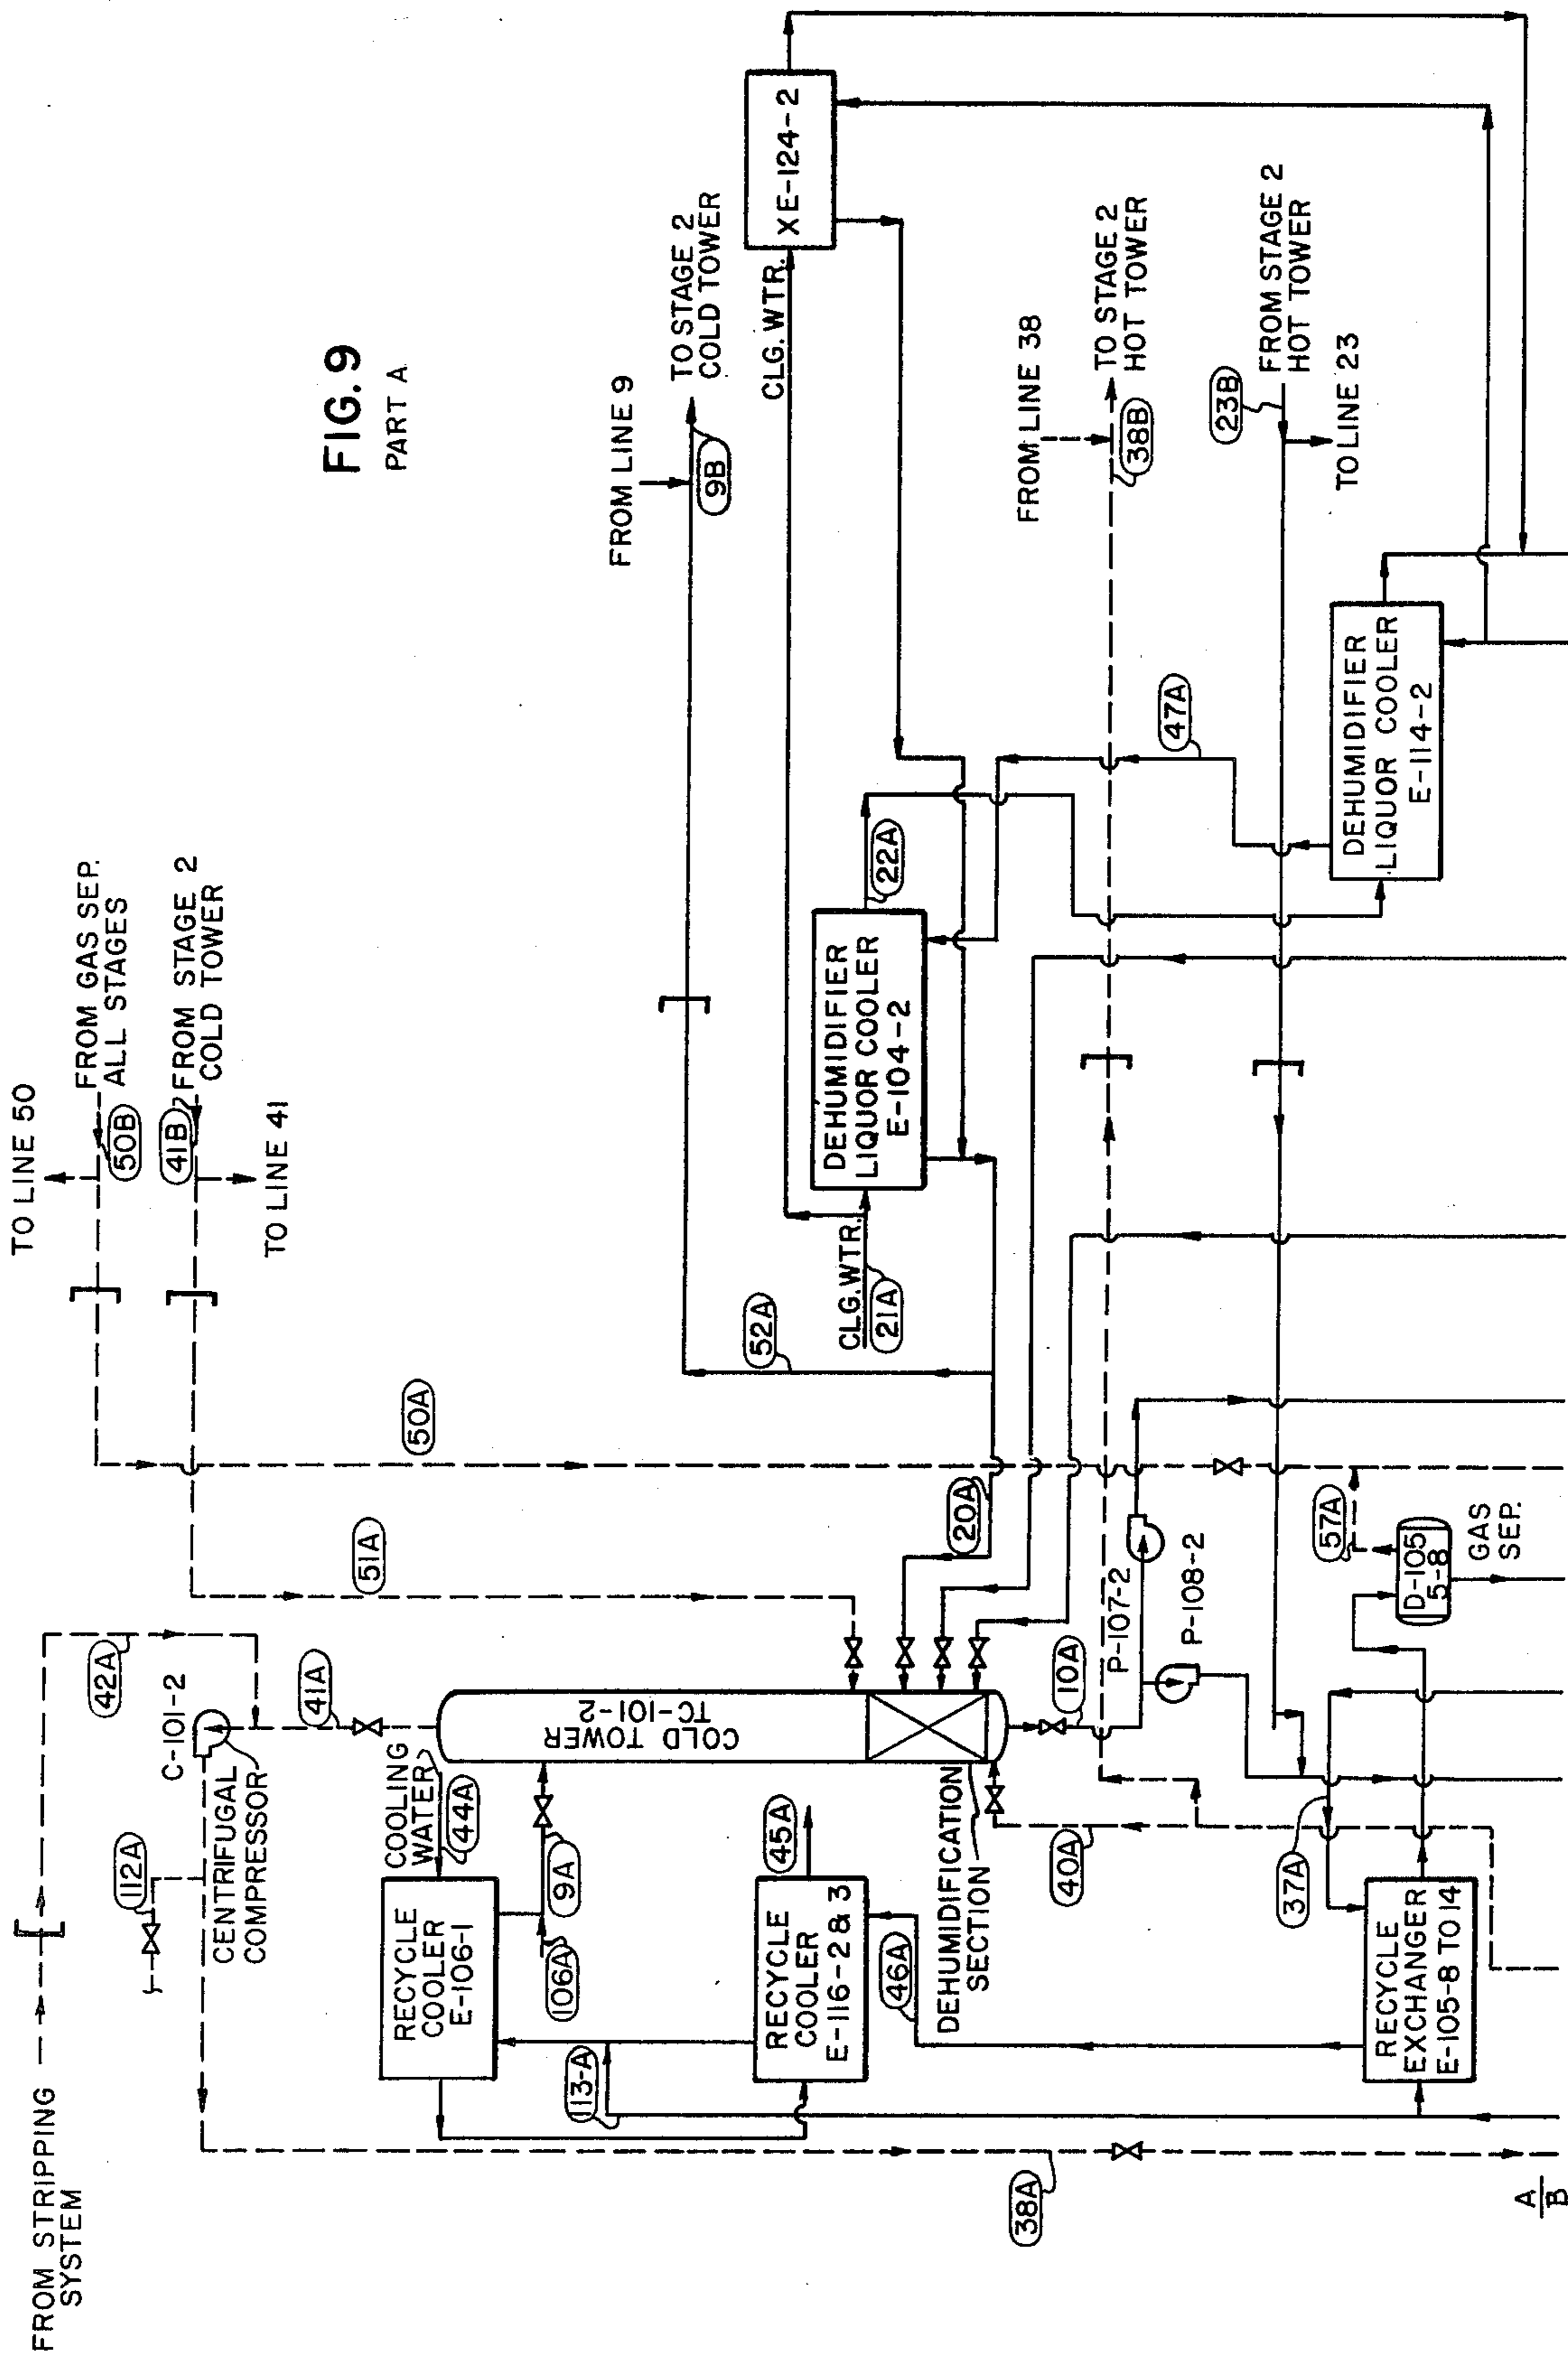 FIG. 9
PART A
FROM STRIPPING
SYSTEM
TO LINE 50
FROM GAS SEP.
ALL STAGES
50B
41B
FROM STAGE 2
COLD TOWER
TO LINE 41
42A
C-101-2
112A
CENTRIFUGAL
COMPRESSOR
41A
51A
50A
COOLING
WATER
44A
RECYCLE
COOLER
E-106-1
9A
106A
COLD TOWER
TC-101-2
113-A
RECYCLE
COOLER
E-116-2 & 3
45A
46A
DEHUMIDIFICATION
SECTION
20A
52A
FROM LINE 9
9B
TO STAGE 2
COLD TOWER
CLG. WTR.
XE-124-2
CLG. WTR.
21A
DEHUMIDIFIER
LIQUOR COOLER
E-104-2
22A
FROM LINE 38
TO STAGE 2
HOT TOWER
38B
47A
23B
FROM STAGE 2
HOT TOWER
TO LINE 23
DEHUMIDIFIER
LIQUOR COOLER
E-114-2
10A
P-107-2
P-108-2
40A
37A
57A
D-105
5-8
GAS
SEP.
RECYCLE
EXCHANGER
E-105-8 TO 14
38A
A
B